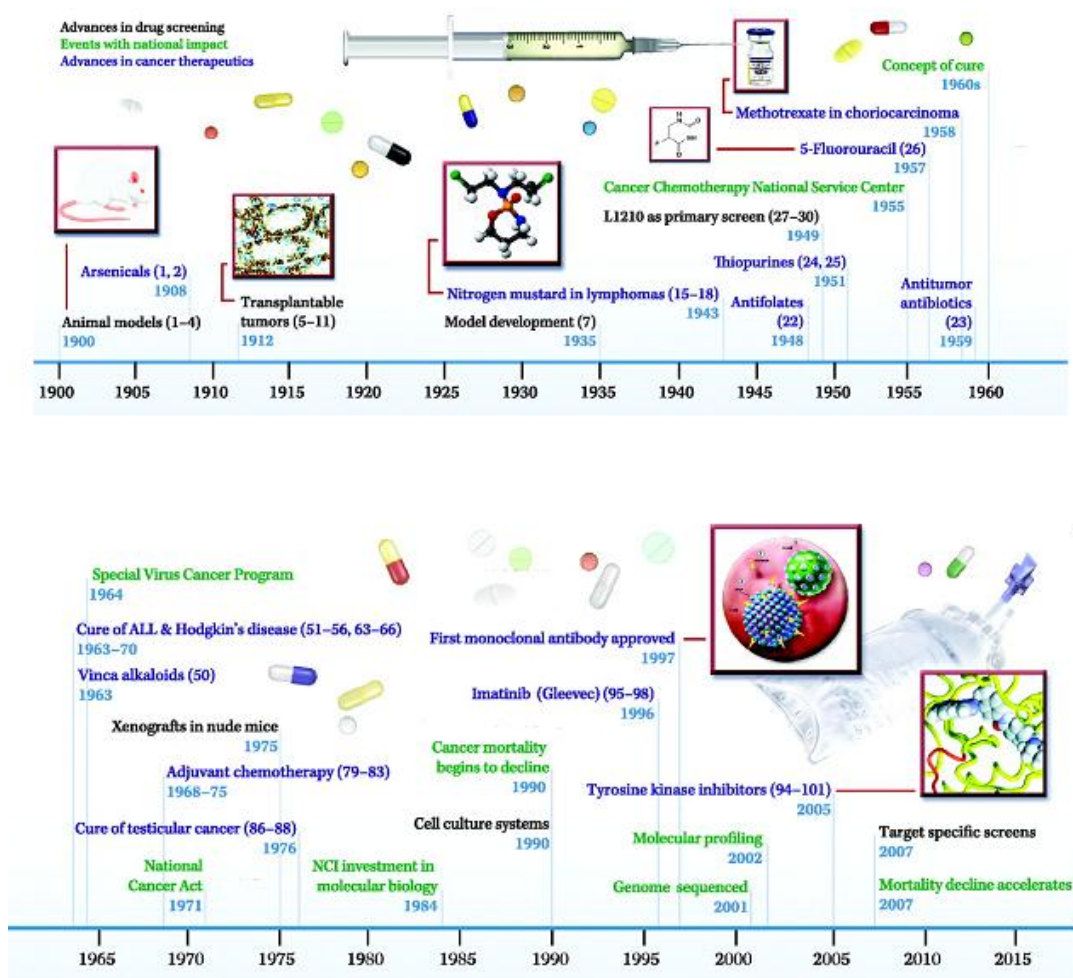 Advances in drug screening
Events with national impact
Advances in cancer therapeutics
Concept of cure
1960s
Methotrexate in choriocarcinoma
1958
5-Fluorouracil (26)
1957
Cancer Chemotherapy National Service Center
1955
L1210 as primary screen (27–30)
1949
Thiopurines (24, 25)
1951
Arsenicals (1, 2)
1908
Animal models (1–4)
1900
Transplantable
tumors (5–11)
1912
Nitrogen mustard in lymphomas (15–18)
1943
Model development (7)
1935
Antifolates
(22)
1948
Antitumor
antibiotics
(23)
1959
1900 1905 1910 1915 1920 1925 1930 1935 1940 1945 1950 1955 1960
Special Virus Cancer Program
1964
Cure of ALL & Hodgkin's disease (51–56, 63–66)
1963–70
Vinca alkaloids (50)
1963
Xenografts in nude mice
1975
Adjuvant chemotherapy (79–83)
1968–75
Cure of testicular cancer (86–88)
1976
National
Cancer Act
1971
NCI investment in
molecular biology
1984
First monoclonal antibody approved
1997
Imatinib (Gleevec) (95–98)
1996
Cancer mortality
begins to decline
1990
Cell culture systems
1990
Tyrosine kinase inhibitors (94–101)
2005
Molecular profiling
2002
Genome sequenced
2001
Target specific screens
2007
Mortality decline accelerates
2007
1965 1970 1975 1980 1985 1990 1995 2000 2005 2010 2015